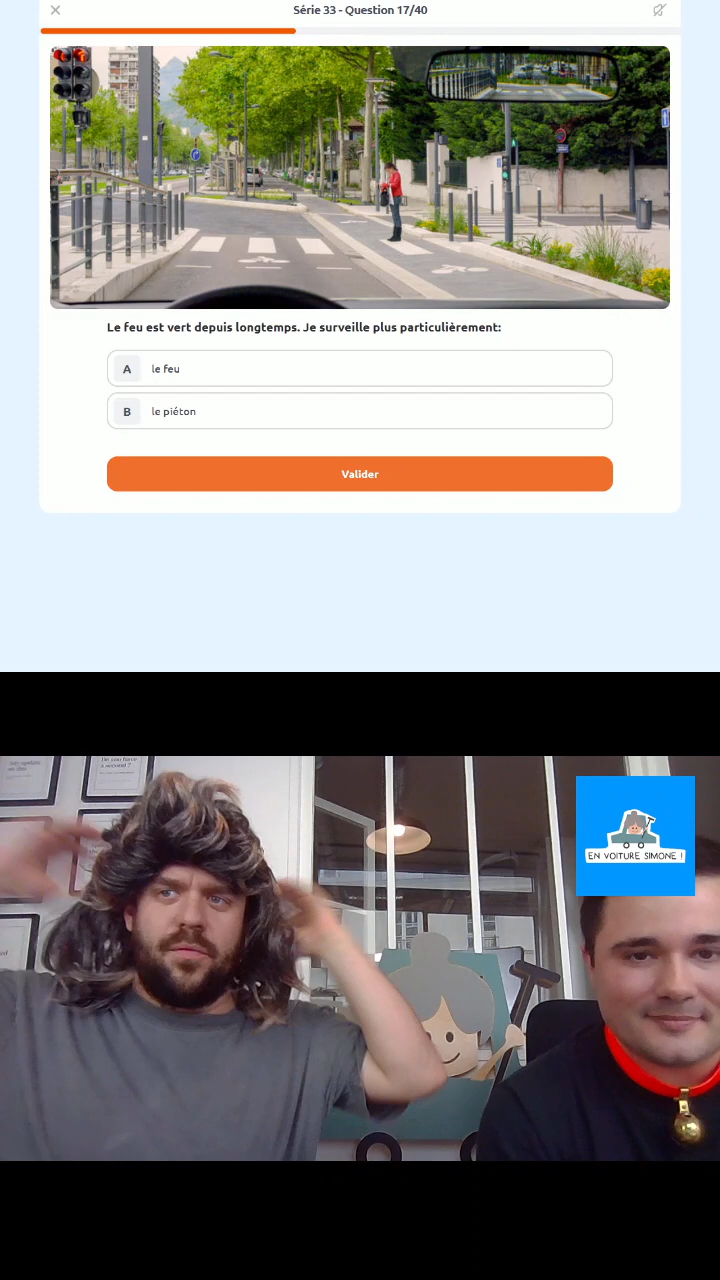 Série 33 - Question 17/40
Le feu est vert depuis longtemps. Je surveille plus particulièrement:
A le feu
B le piéton
Valider
EN VOITURE SIMONE !